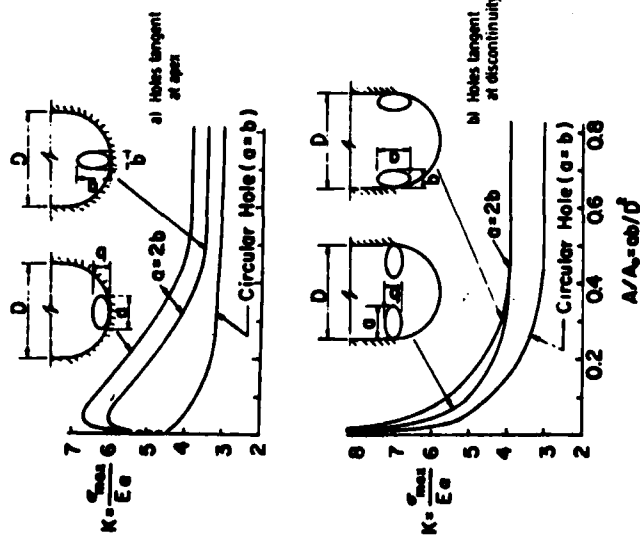 D
D
a
a
a
b
a) Holes tangent
at apex
a=2b
Circular Hole (a=b)
7
6
5
4
3
2
K = σmax / Eα
D
D
a
a
b
b) Holes tangent
at discontinuity
a=2b
Circular Hole (a=b)
8
7
6
5
4
3
2
K = σmax / Eα
0.2
0.4
0.6
0.8
A/A₀=ab/D²